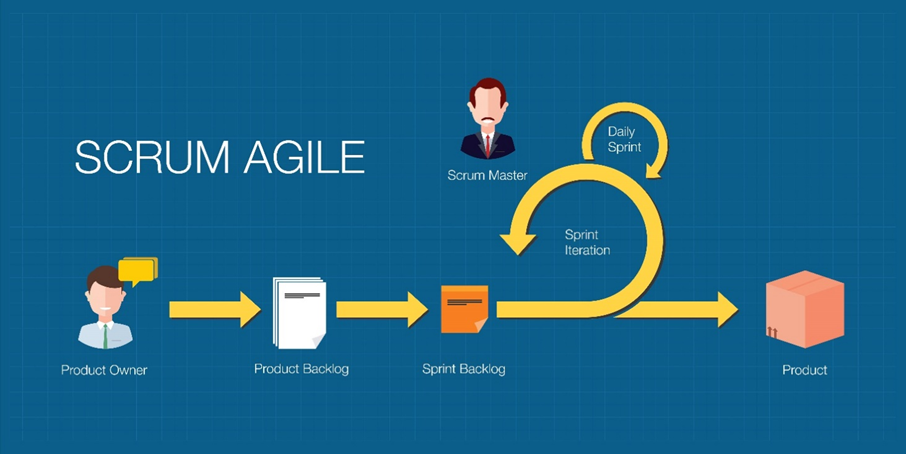 SCRUM AGILE
Scrum Master
Daily
Sprint
Sprint
Iteration
Product Owner
Product Backlog
Sprint Backlog
Product